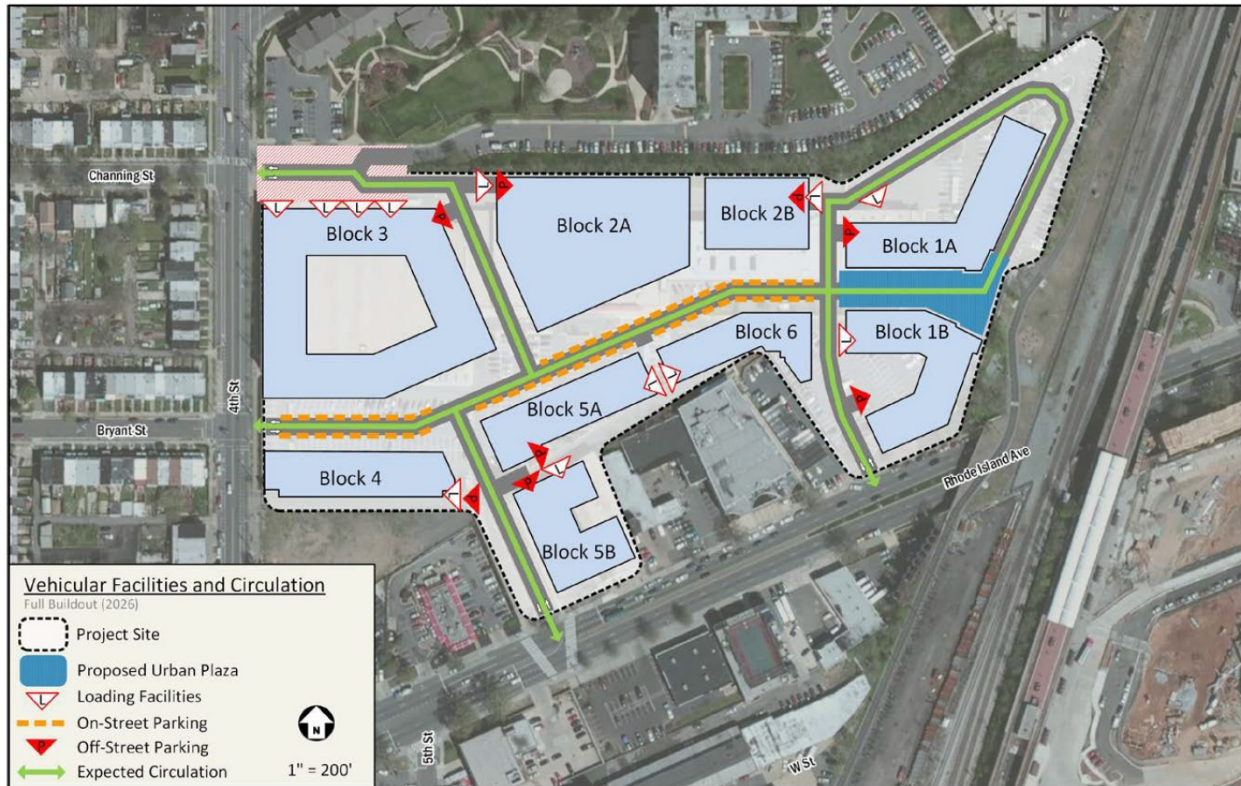 Channing St
L
P
L
L
L
L
P
Block 3
Block 2A
Block 2B
P
L
L
P
Block 1A
Block 6
L
Block 1B
4th St
Block 5A
L
L
P
Bryant St
Block 4
L
P
P
P
L
Block 5B
Rhode Island Ave
5th St
W St
Vehicular Facilities and Circulation
Full Buildout (2026)
Project Site
Proposed Urban Plaza
L
Loading Facilities
On-Street Parking
P
Off-Street Parking
Expected Circulation
N
1" = 200'